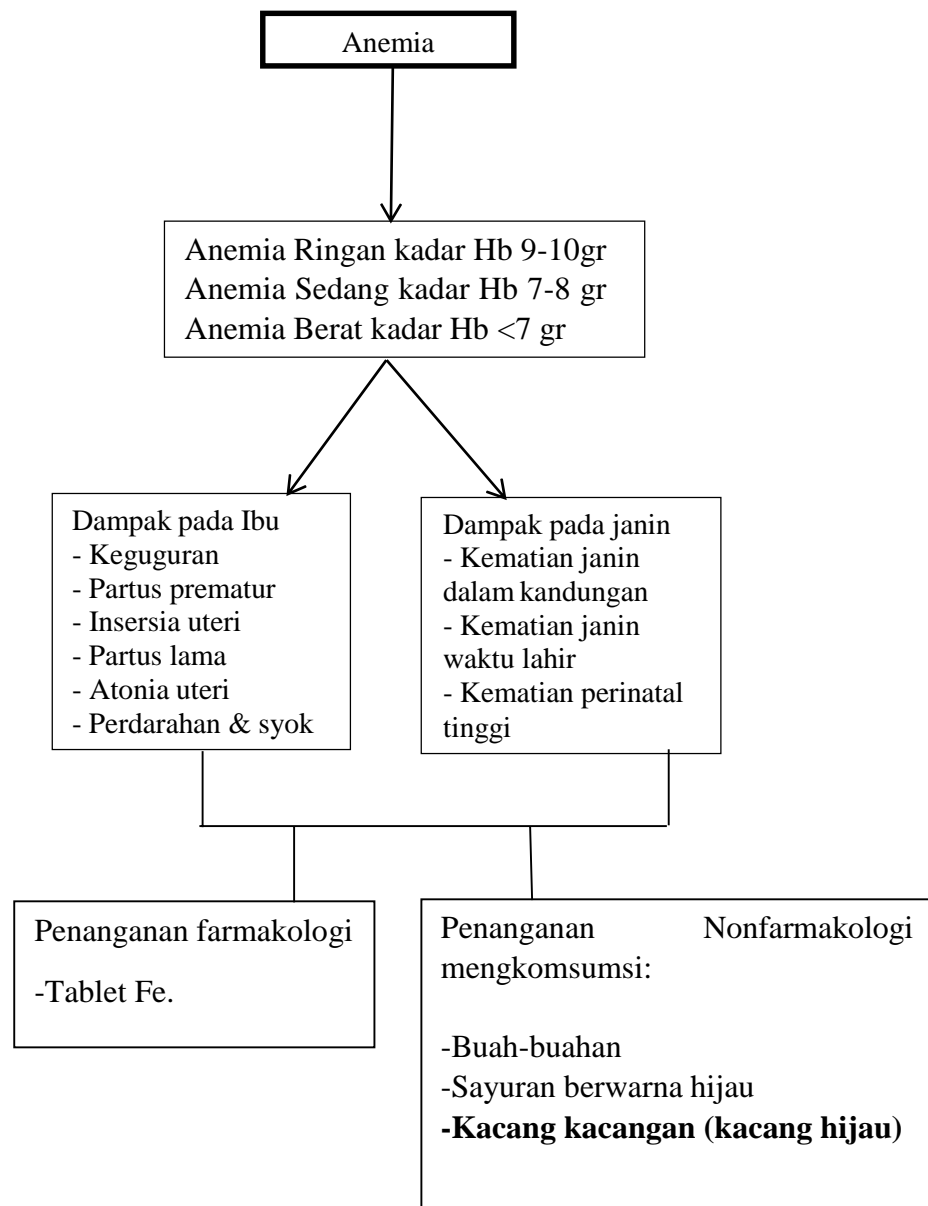 Anemia
Anemia Ringan kadar Hb 9-10gr
Anemia Sedang kadar Hb 7-8 gr
Anemia Berat kadar Hb <7 gr
Dampak pada Ibu
- Keguguran
- Partus prematur
- Insersia uteri
- Partus lama
- Atonia uteri
- Perdarahan & syok
Dampak pada janin
- Kematian janin
dalam kandungan
- Kematian janin
waktu lahir
- Kematian perinatal
tinggi
Penanganan farmakologi
-Tablet Fe.
Penanganan Nonfarmakologi
mengkomsumsi:
-Buah-buahan
-Sayuran berwarna hijau
-Kacang kacangan (kacang hijau)